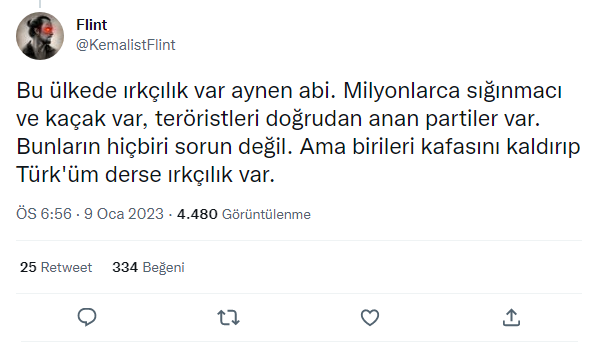 Flint
@KemalistFlint
Bu ülkede ırkçılık var aynen abi. Milyonlarca sığınmacı
ve kaçak var, teröristleri doğrudan anan partiler var.
Bunların hiçbiri sorun değil. Ama birileri kafasını kaldırıp
Türk'üm derse ırkçılık var.
ÖS 6:56 · 9 Oca 2023 · 4.480 Görüntülenme
25 Retweet 334 Beğeni